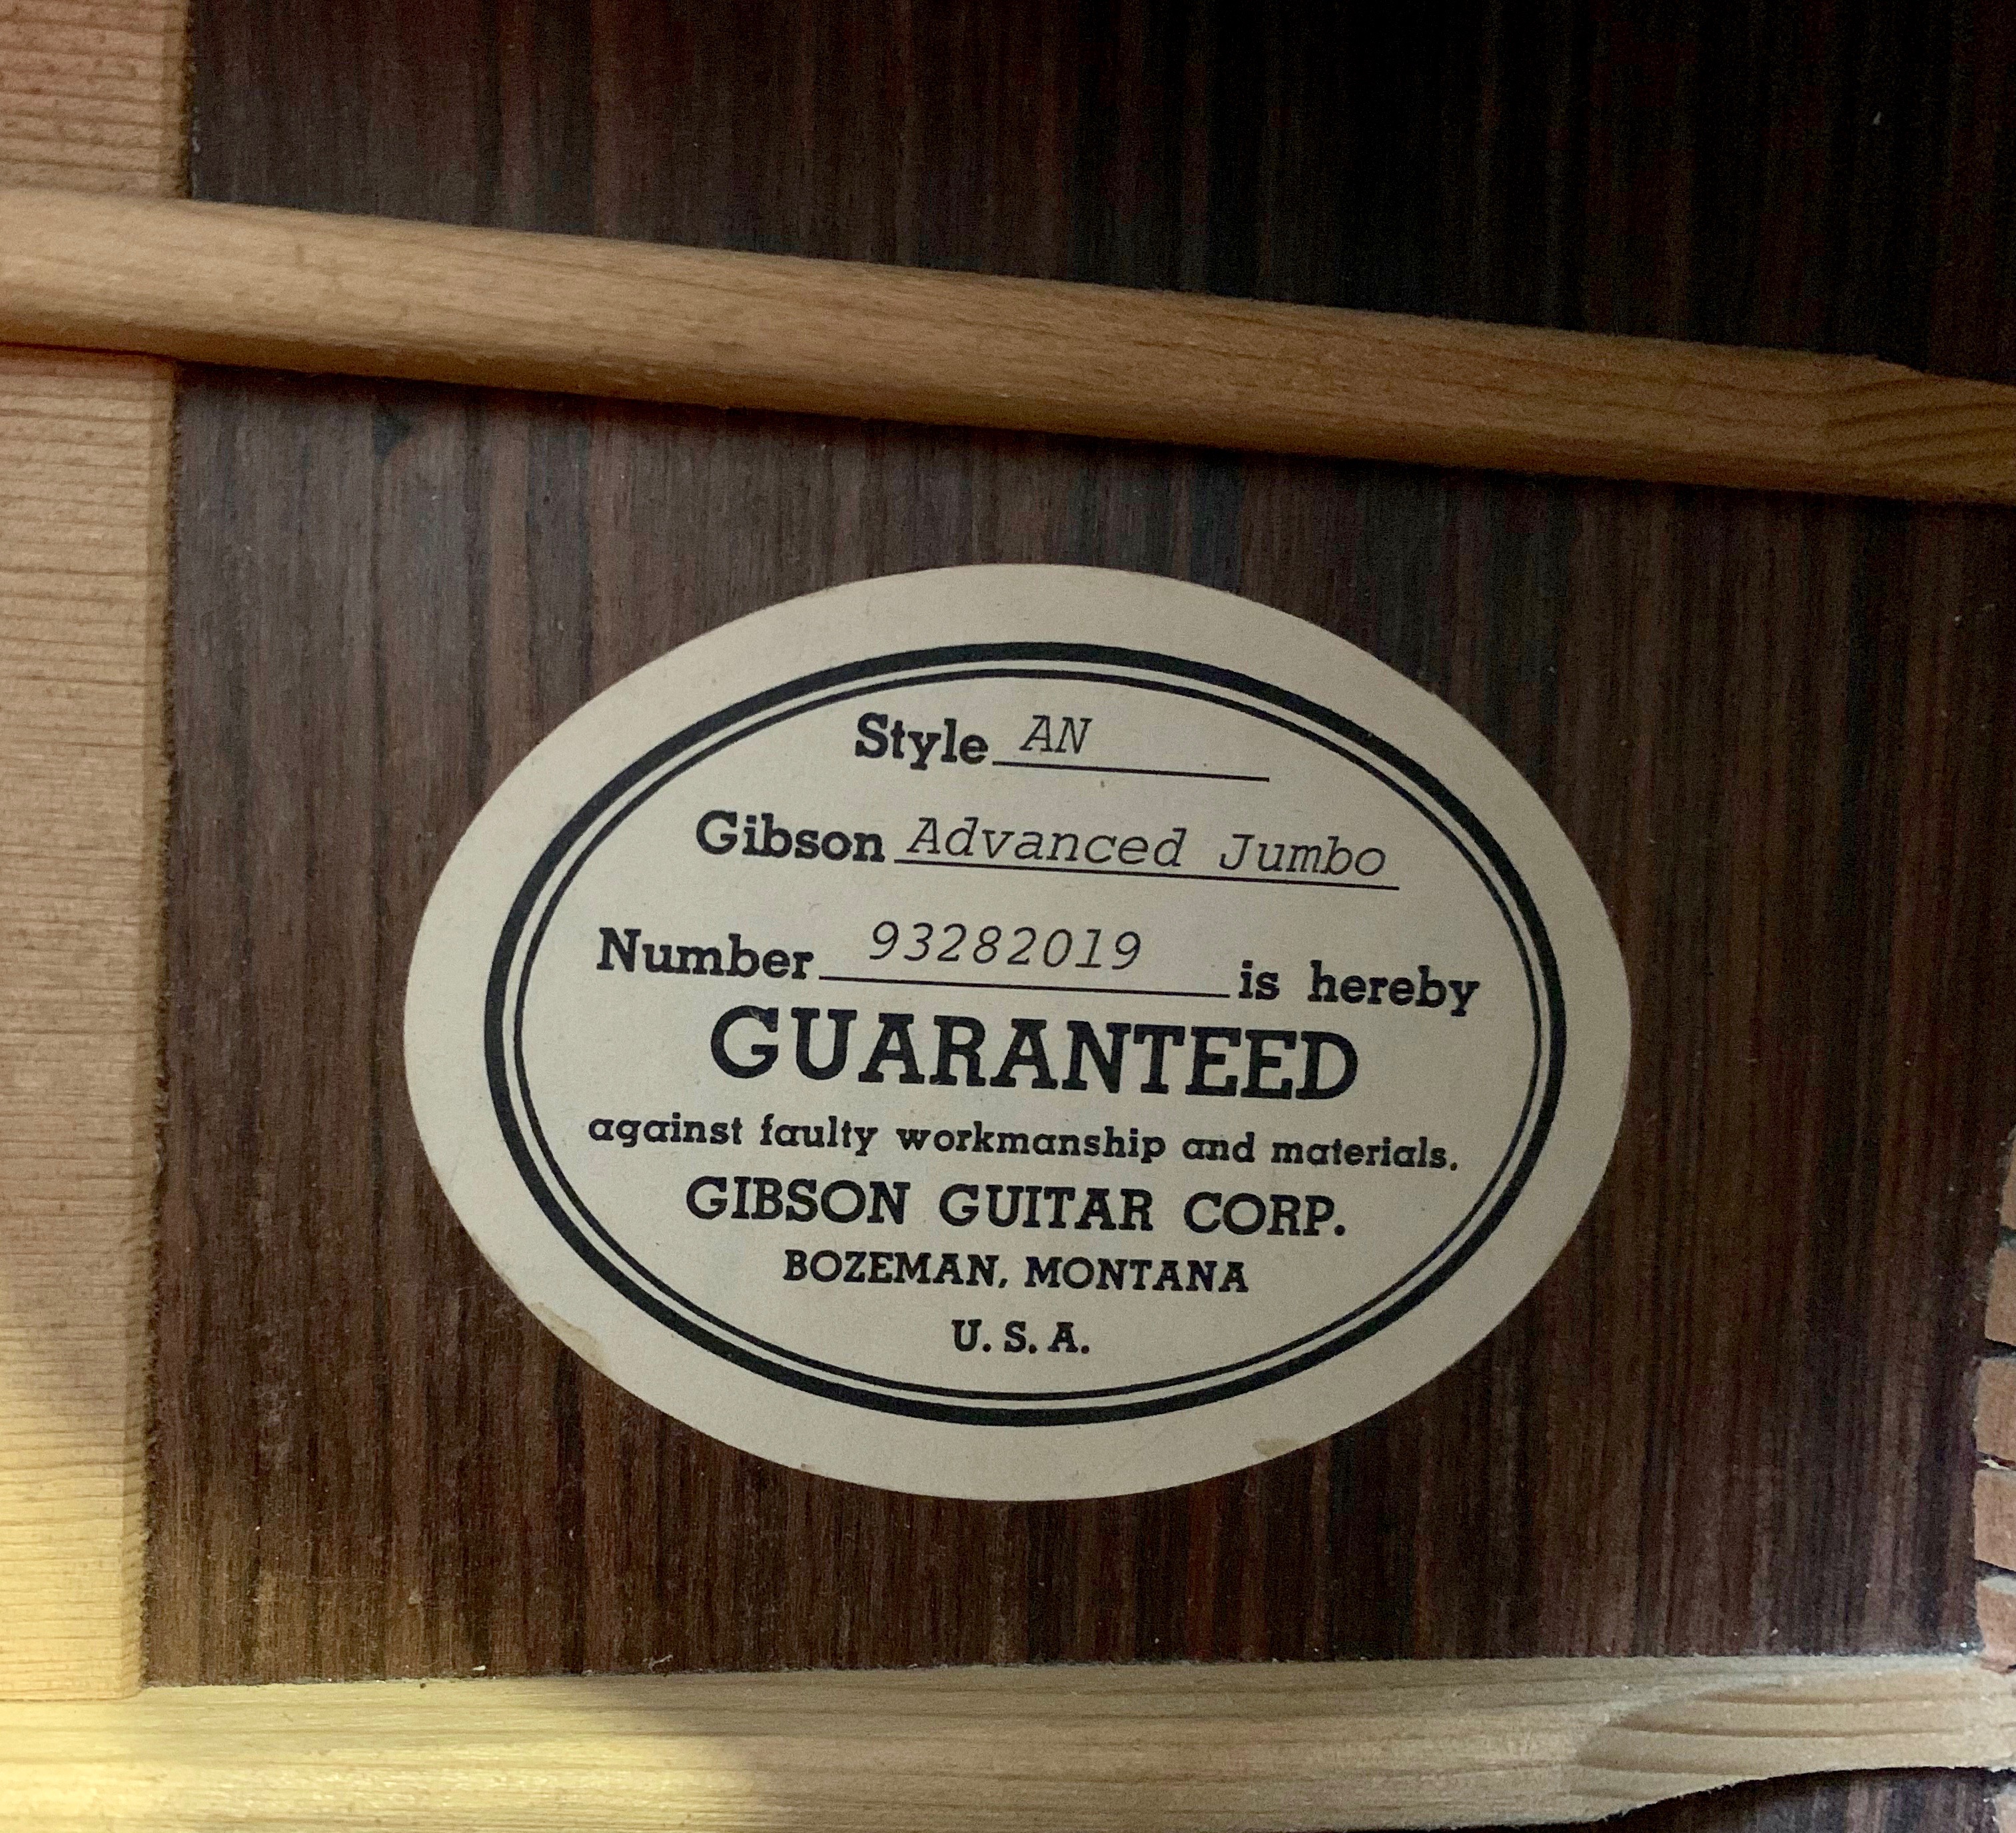 Style AN
Gibson Advanced Jumbo
Number 93282019 is hereby
GUARANTEED
against faulty workmanship and materials.
GIBSON GUITAR CORP.
BOZEMAN, MONTANA
U. S. A.